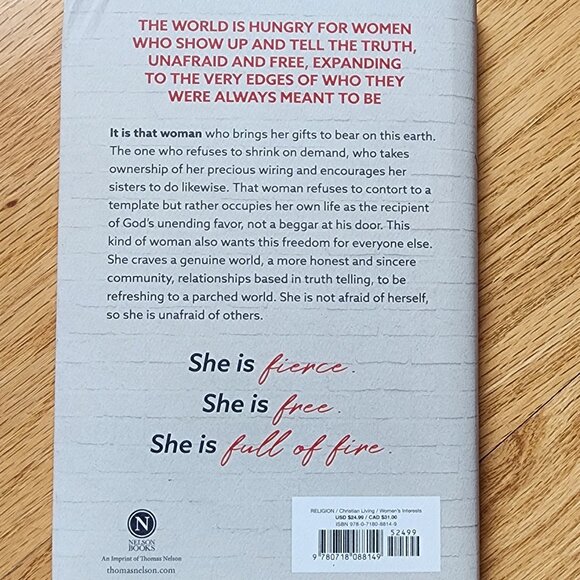 THE WORLD IS HUNGRY FOR WOMEN
WHO SHOW UP AND TELL THE TRUTH,
UNAFRAID AND FREE, EXPANDING
TO THE VERY EDGES OF WHO THEY
WERE ALWAYS MEANT TO BE
It is that woman who brings her gifts to bear on this earth.
The one who refuses to shrink on demand, who takes
ownership of her precious wiring and encourages her
sisters to do likewise. That woman refuses to contort to a
template but rather occupies her own life as the recipient
of God's unending favor, not a beggar at his door. This
kind of woman also wants this freedom for everyone else.
She craves a genuine world, a more honest and sincere
community, relationships based in truth telling, to be
refreshing to a parched world. She is not afraid of herself,
so she is unafraid of others.
She is fierce.
She is free.
She is full of fire.
N
NELSON
BOOKS
An Imprint of Thomas Nelson
thomasnelson.com
RELIGION / Christian Living / Women's Interests
USD $24.99 / CAD $31.00
ISBN 978-0-7180-8814-9
52499
9 780718 088149